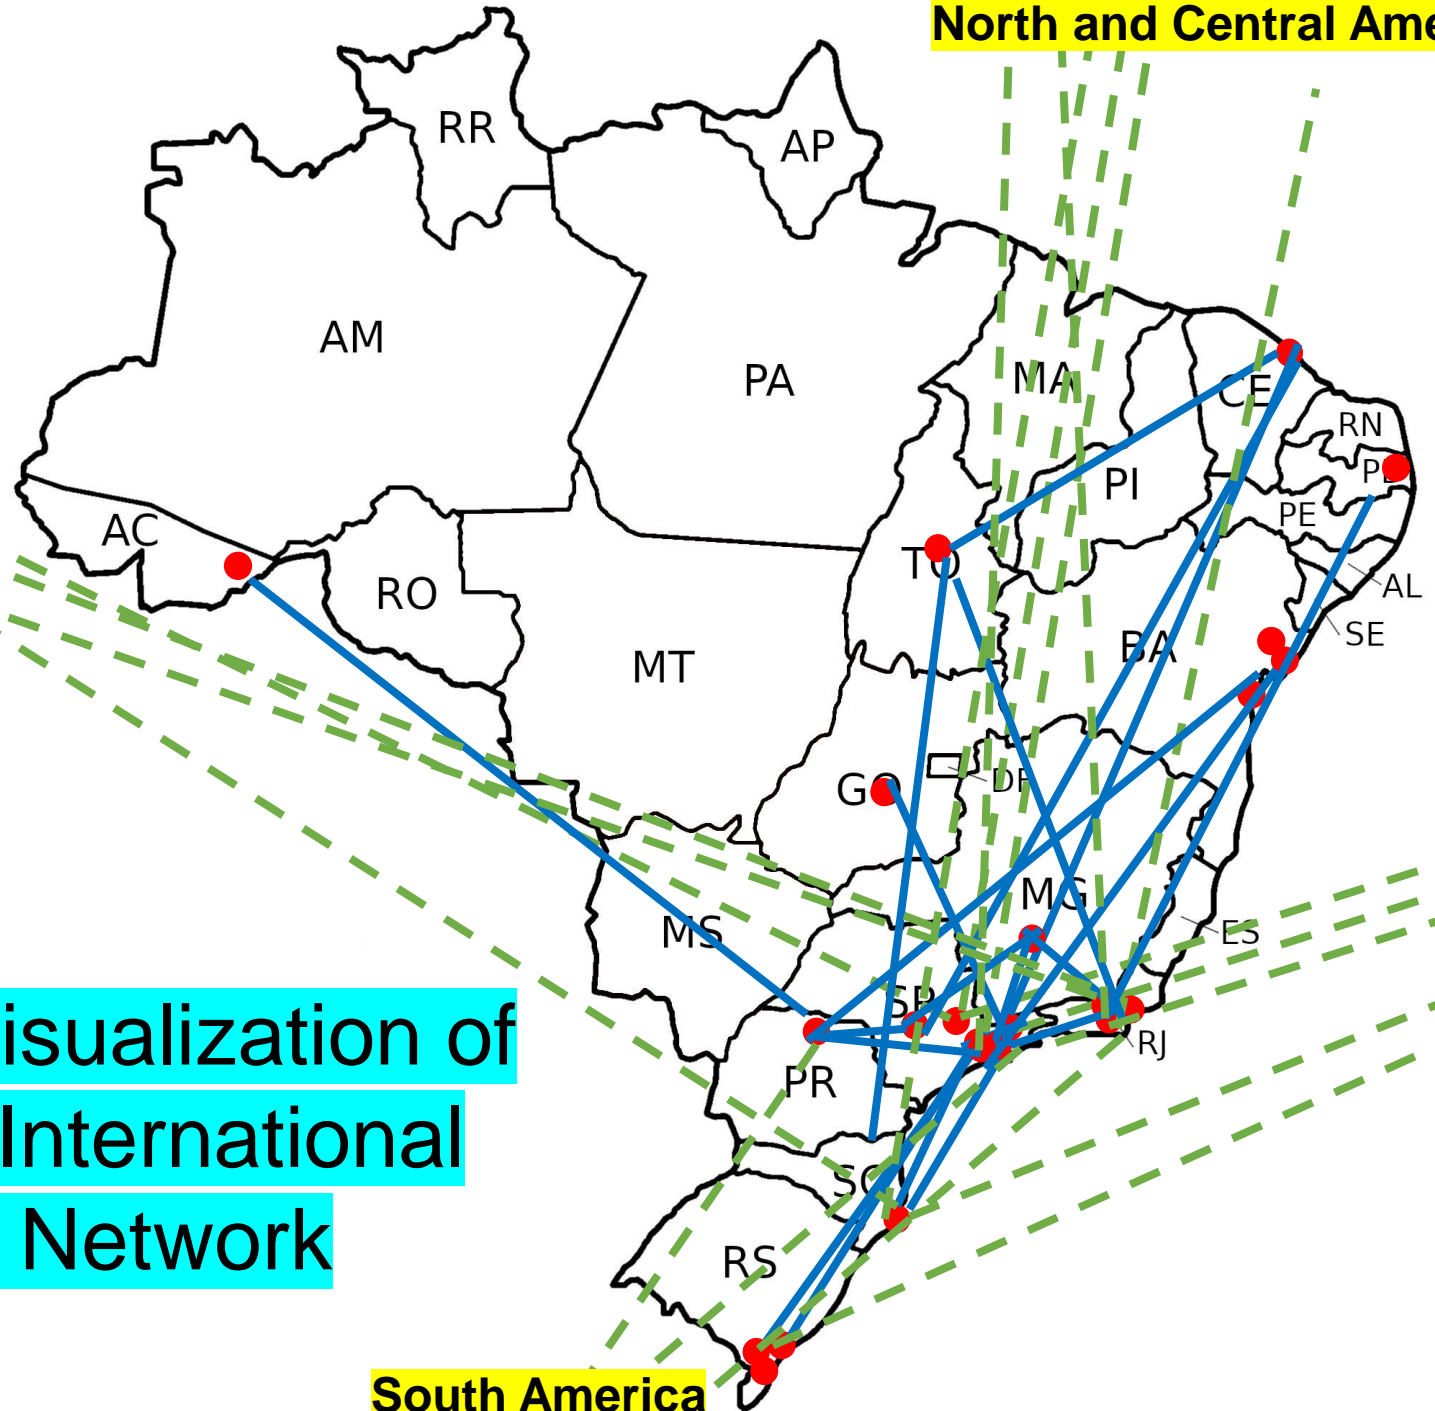 North and Central Ame
RR
AP
AM
PA
MA
CE
RN
PI
PE
AC
TO
AL
RO
SE
BA
MT
GO
DF
MG
MS
ES
SP
isualization of
RJ
PR
International
SC
Network
RS
South America